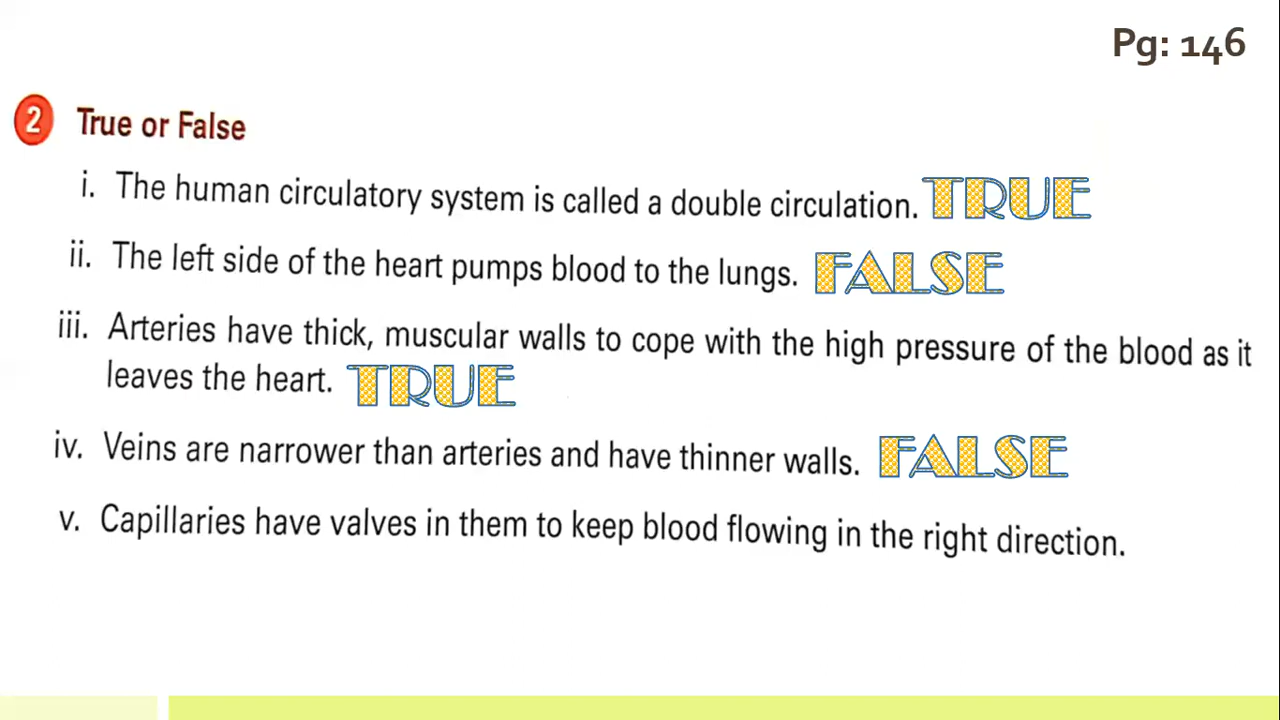 Pg: 146
2 True or False
i. The human circulatory system is called a double circulation. TRUE
ii. The left side of the heart pumps blood to the lungs. FALSE
iii. Arteries have thick, muscular walls to cope with the high pressure of the blood as it
leaves the heart. TRUE
iv. Veins are narrower than arteries and have thinner walls. FALSE
v. Capillaries have valves in them to keep blood flowing in the right direction.